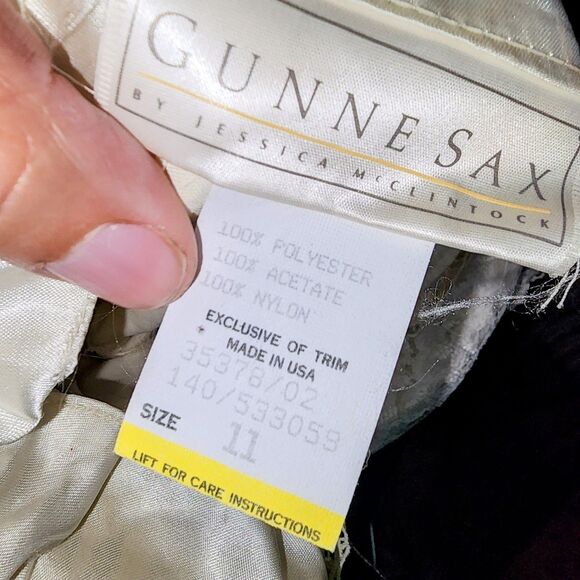 GUNNE SAX
BY JESSICA McCLINTOCK
100% POLYESTER
100% ACETATE
100% NYLON
EXCLUSIVE OF TRIM
* MADE IN USA
35378/02
140/533059
SIZE 11
LIFT FOR CARE INSTRUCTIONS